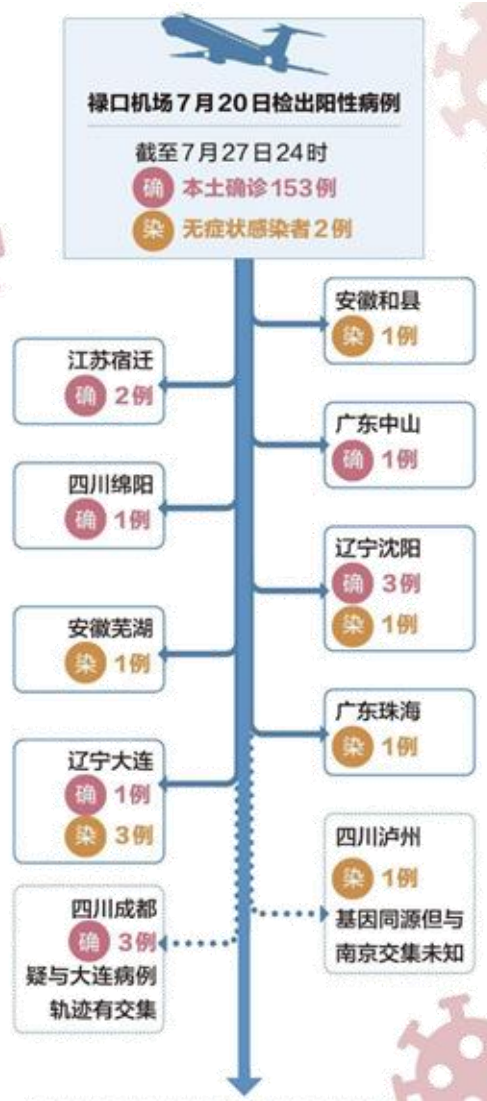 禄口机场7月20日检出阳性病例
截至7月27日24时
确 本土确诊153例
染 无症状感染者2例
安徽和县
染 1例
江苏宿迁
确 2例
广东中山
确 1例
四川绵阳
确 1例
辽宁沈阳
确 3例
染 1例
安徽芜湖
染 1例
广东珠海
染 1例
辽宁大连
确 1例
染 3例
四川泸州
染 1例
基因同源但与
南京交集未知
四川成都
确 3例
疑与大连病例
轨迹有交集